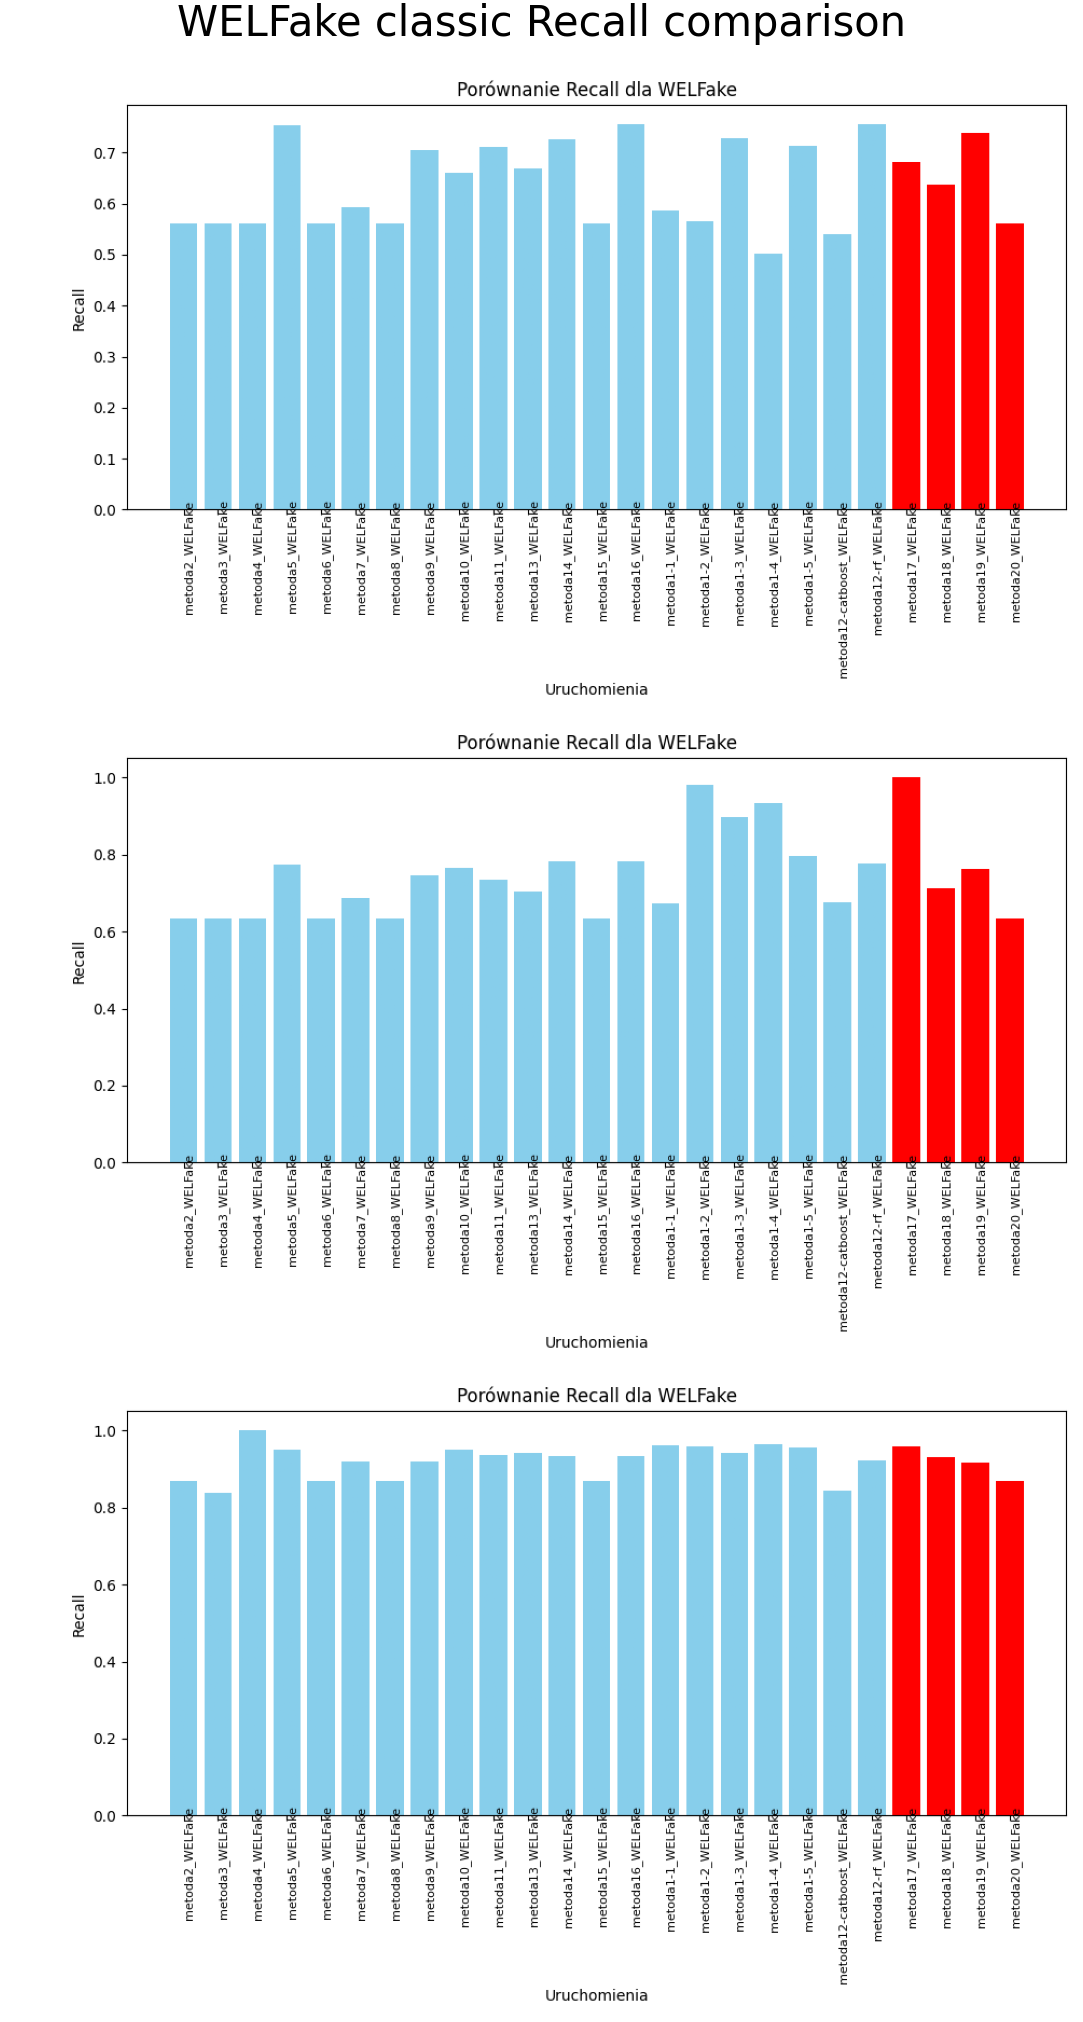 WELFake classic Recall comparison
Porównanie Recall dla WELFake
Recall
0.7
0.6
0.5
0.4
0.3
0.2
0.1
0.0
metoda2_WELFake
metoda3_WELFake
metoda4_WELFake
metoda5_WELFake
metoda6_WELFake
metoda7_WELFake
metoda8_WELFake
metoda9_WELFake
metoda10_WELFake
metoda11_WELFake
metoda13_WELFake
metoda14_WELFake
metoda15_WELFake
metoda16_WELFake
metoda1-1_WELFake
metoda1-2_WELFake
metoda1-3_WELFake
metoda1-4_WELFake
metoda1-5_WELFake
metoda12-catboost_WELFake
metoda12-rf_WELFake
metoda17_WELFake
metoda18_WELFake
metoda19_WELFake
metoda20_WELFake
Uruchomienia
Porównanie Recall dla WELFake
Recall
1.0
0.8
0.6
0.4
0.2
0.0
metoda2_WELFake
metoda3_WELFake
metoda4_WELFake
metoda5_WELFake
metoda6_WELFake
metoda7_WELFake
metoda8_WELFake
metoda9_WELFake
metoda10_WELFake
metoda11_WELFake
metoda13_WELFake
metoda14_WELFake
metoda15_WELFake
metoda16_WELFake
metoda1-1_WELFake
metoda1-2_WELFake
metoda1-3_WELFake
metoda1-4_WELFake
metoda1-5_WELFake
metoda12-catboost_WELFake
metoda12-rf_WELFake
metoda17_WELFake
metoda18_WELFake
metoda19_WELFake
metoda20_WELFake
Uruchomienia
Porównanie Recall dla WELFake
Recall
1.0
0.8
0.6
0.4
0.2
0.0
metoda2_WELFake
metoda3_WELFake
metoda4_WELFake
metoda5_WELFake
metoda6_WELFake
metoda7_WELFake
metoda8_WELFake
metoda9_WELFake
metoda10_WELFake
metoda11_WELFake
metoda13_WELFake
metoda14_WELFake
metoda15_WELFake
metoda16_WELFake
metoda1-1_WELFake
metoda1-2_WELFake
metoda1-3_WELFake
metoda1-4_WELFake
metoda1-5_WELFake
metoda12-catboost_WELFake
metoda12-rf_WELFake
metoda17_WELFake
metoda18_WELFake
metoda19_WELFake
metoda20_WELFake
Uruchomienia